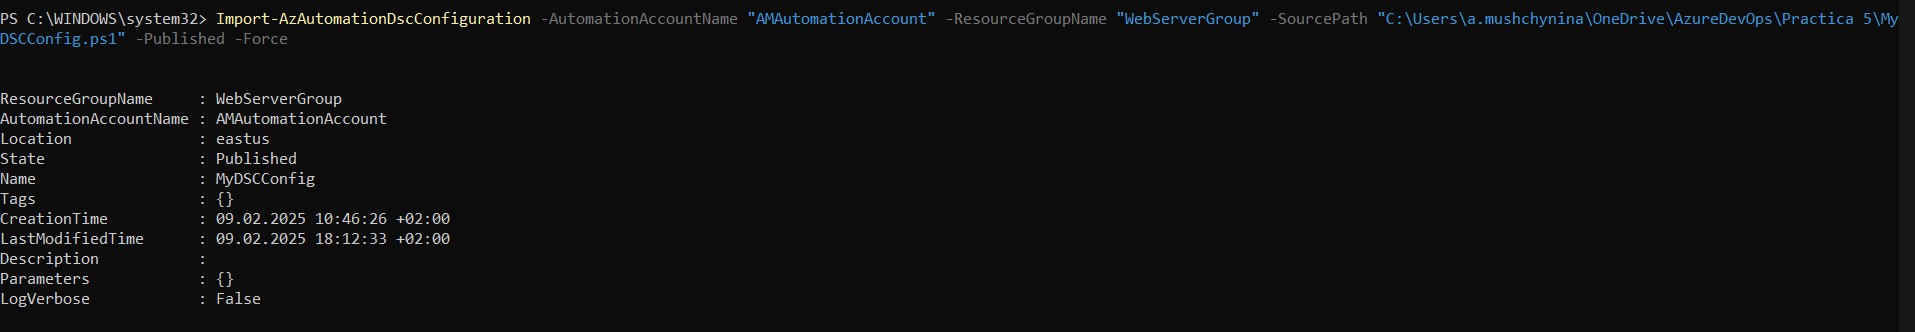 PS C:\WINDOWS\system32> Import-AzAutomationDscConfiguration -AutomationAccountName "AMAutomationAccount" -ResourceGroupName "WebServerGroup" -SourcePath "C:\Users\a.mushchynina\OneDrive\AzureDevOps\Practica 5\My
DSCConfig.ps1" -Published -Force
ResourceGroupName : WebServerGroup
AutomationAccountName : AMAutomationAccount
Location : eastus
State : Published
Name : MyDSCConfig
Tags : {}
CreationTime : 09.02.2025 10:46:26 +02:00
LastModifiedTime : 09.02.2025 18:12:33 +02:00
Description :
Parameters : {}
LogVerbose : False